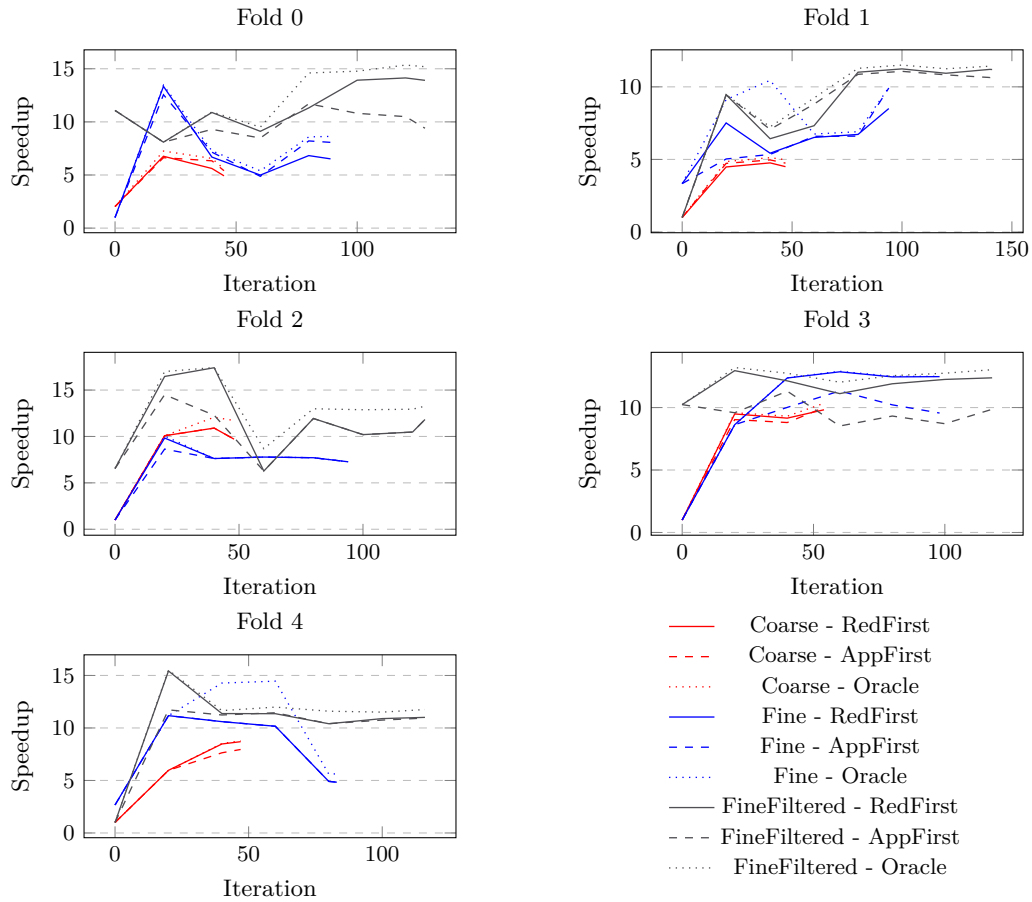 Fold 0
Speedup
15
10
5
0
0
50
100
Iteration
Fold 1
Speedup
10
5
0
0
50
100
150
Iteration
Fold 2
Speedup
15
10
5
0
0
50
100
Iteration
Fold 3
Speedup
10
5
0
0
50
100
Iteration
Fold 4
Speedup
15
10
5
0
0
50
100
Iteration
Coarse - RedFirst
Coarse - AppFirst
Coarse - Oracle
Fine - RedFirst
Fine - AppFirst
Fine - Oracle
FineFiltered - RedFirst
FineFiltered - AppFirst
FineFiltered - Oracle